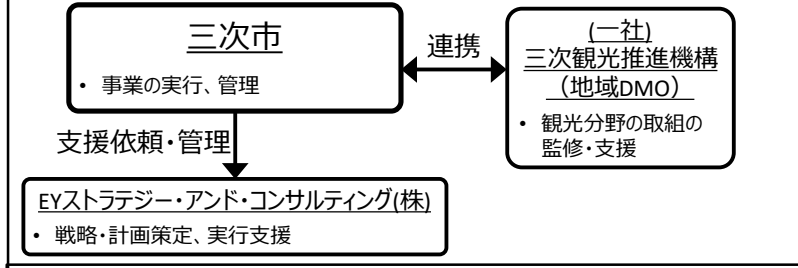 三次市
• 事業の実行、管理
連携
(一社)
三次観光推進機構
（地域DMO）
• 観光分野の取組の
監修・支援
支援依頼・管理
EYストラテジー・アンド・コンサルティング(株)
• 戦略・計画策定、実行支援